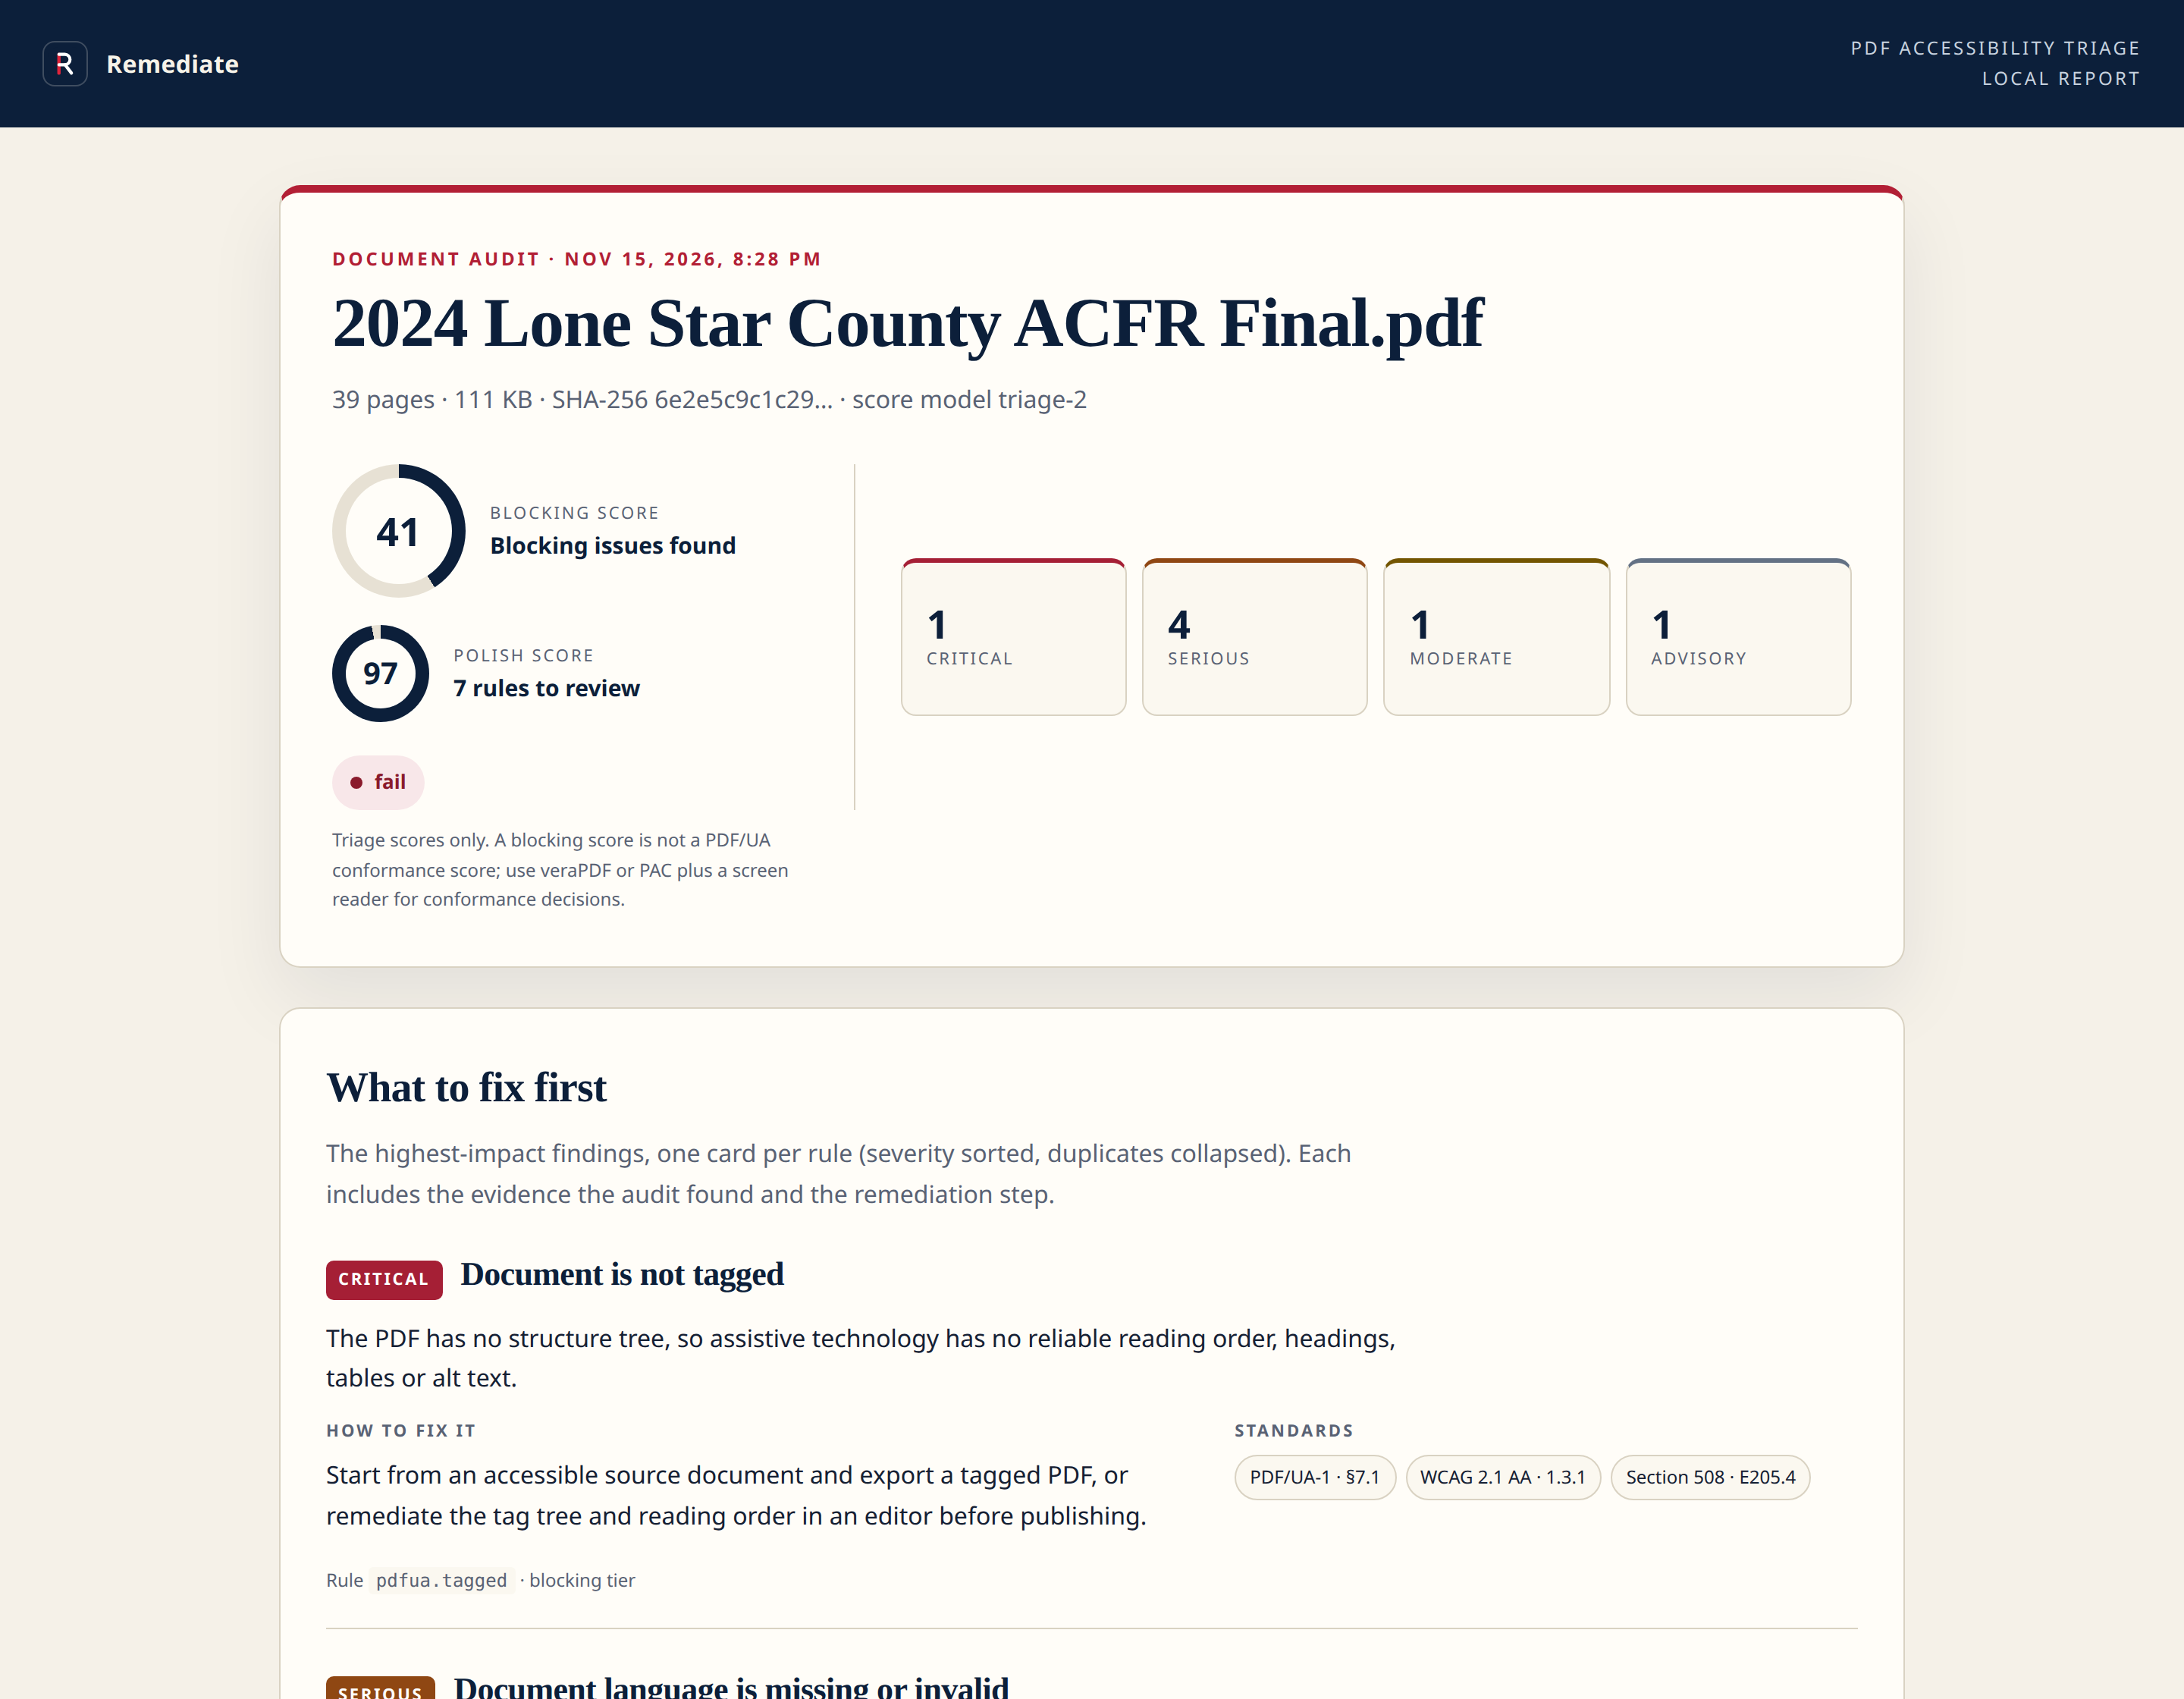 R
Remediate
PDF ACCESSIBILITY TRIAGE
LOCAL REPORT
DOCUMENT AUDIT · NOV 15, 2026, 8:28 PM
2024 Lone Star County ACFR Final.pdf
39 pages · 111 KB · SHA-256 6e2e5c9c1c29... · score model triage-2
41
BLOCKING SCORE
Blocking issues found
97
POLISH SCORE
7 rules to review
fail
Triage scores only. A blocking score is not a PDF/UA
conformance score; use veraPDF or PAC plus a screen
reader for conformance decisions.
1
CRITICAL
4
SERIOUS
1
MODERATE
1
ADVISORY
What to fix first
The highest-impact findings, one card per rule (severity sorted, duplicates collapsed). Each
includes the evidence the audit found and the remediation step.
CRITICAL Document is not tagged
The PDF has no structure tree, so assistive technology has no reliable reading order, headings,
tables or alt text.
HOW TO FIX IT
Start from an accessible source document and export a tagged PDF, or
remediate the tag tree and reading order in an editor before publishing.
STANDARDS
PDF/UA-1 · §7.1 WCAG 2.1 AA · 1.3.1 Section 508 · E205.4
Rule pdfua.tagged · blocking tier
SERIOUS Document language is missing or invalid